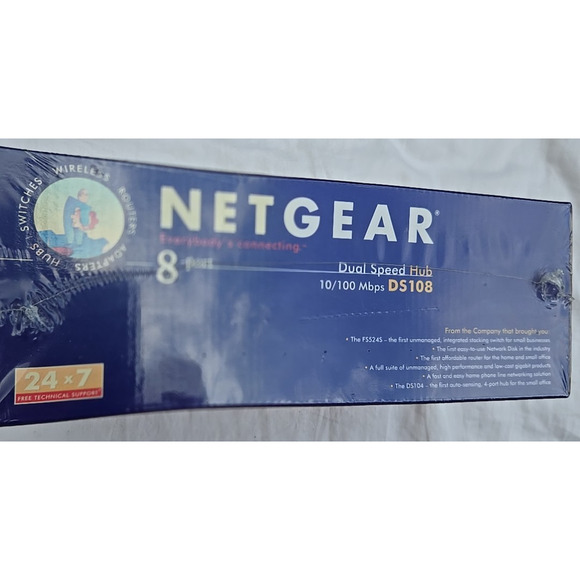 HUBS SWITCHES WIRELESS ROUTERS ADAPTERS
NETGEAR®
Everybody's connecting.™
8 -port
Dual Speed Hub
10/100 Mbps DS108
From the Company that brought you:
• The FS524S - the first unmanaged, integrated stacking switch for small businesses
• The first easy-to-use Network Disk in the industry
• The first affordable router for the home and small office
• A full suite of unmanaged, high performance and low-cost gigabit products
• A fast and easy home phone line networking solution
• The DS104 - the first auto-sensing, 4-port hub for the small office
24 x 7
FREE TECHNICAL SUPPORT